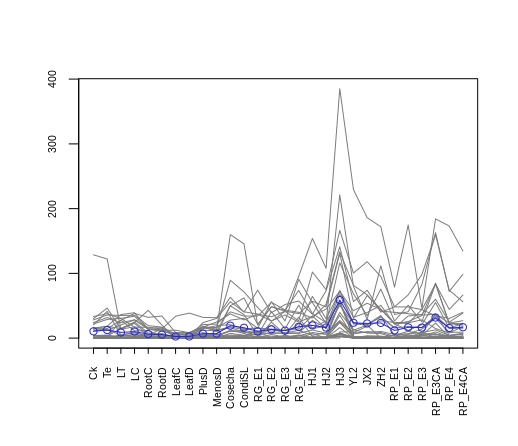 400
300
200
100
0
Ck
Te
LT
LC
RootC
RootD
LeafC
LeafD
PlusD
MenosD
Cosecha
CondiSL
RG_E1
RG_E2
RG_E3
RG_E4
HJ1
HJ2
HJ3
YL2
JX2
ZH2
RP_E1
RP_E2
RP_E3
RP_E3CA
RP_E4
RP_E4CA